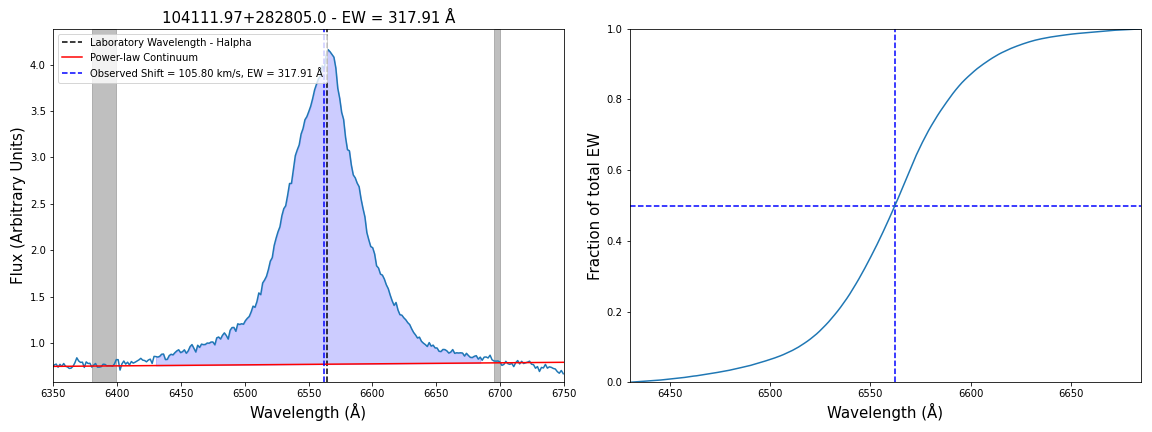 104111.97+282805.0 - EW = 317.91 Å
Laboratory Wavelength - Halpha
Power-law Continuum
Observed Shift = 105.80 km/s, EW = 317.91 Å
Flux (Arbitrary Units)
4.0
3.5
3.0
2.5
2.0
1.5
1.0
6350 6400 6450 6500 6550 6600 6650 6700 6750
Wavelength (Å)
Fraction of total EW
1.0
0.8
0.6
0.4
0.2
0.0
6450 6500 6550 6600 6650
Wavelength (Å)